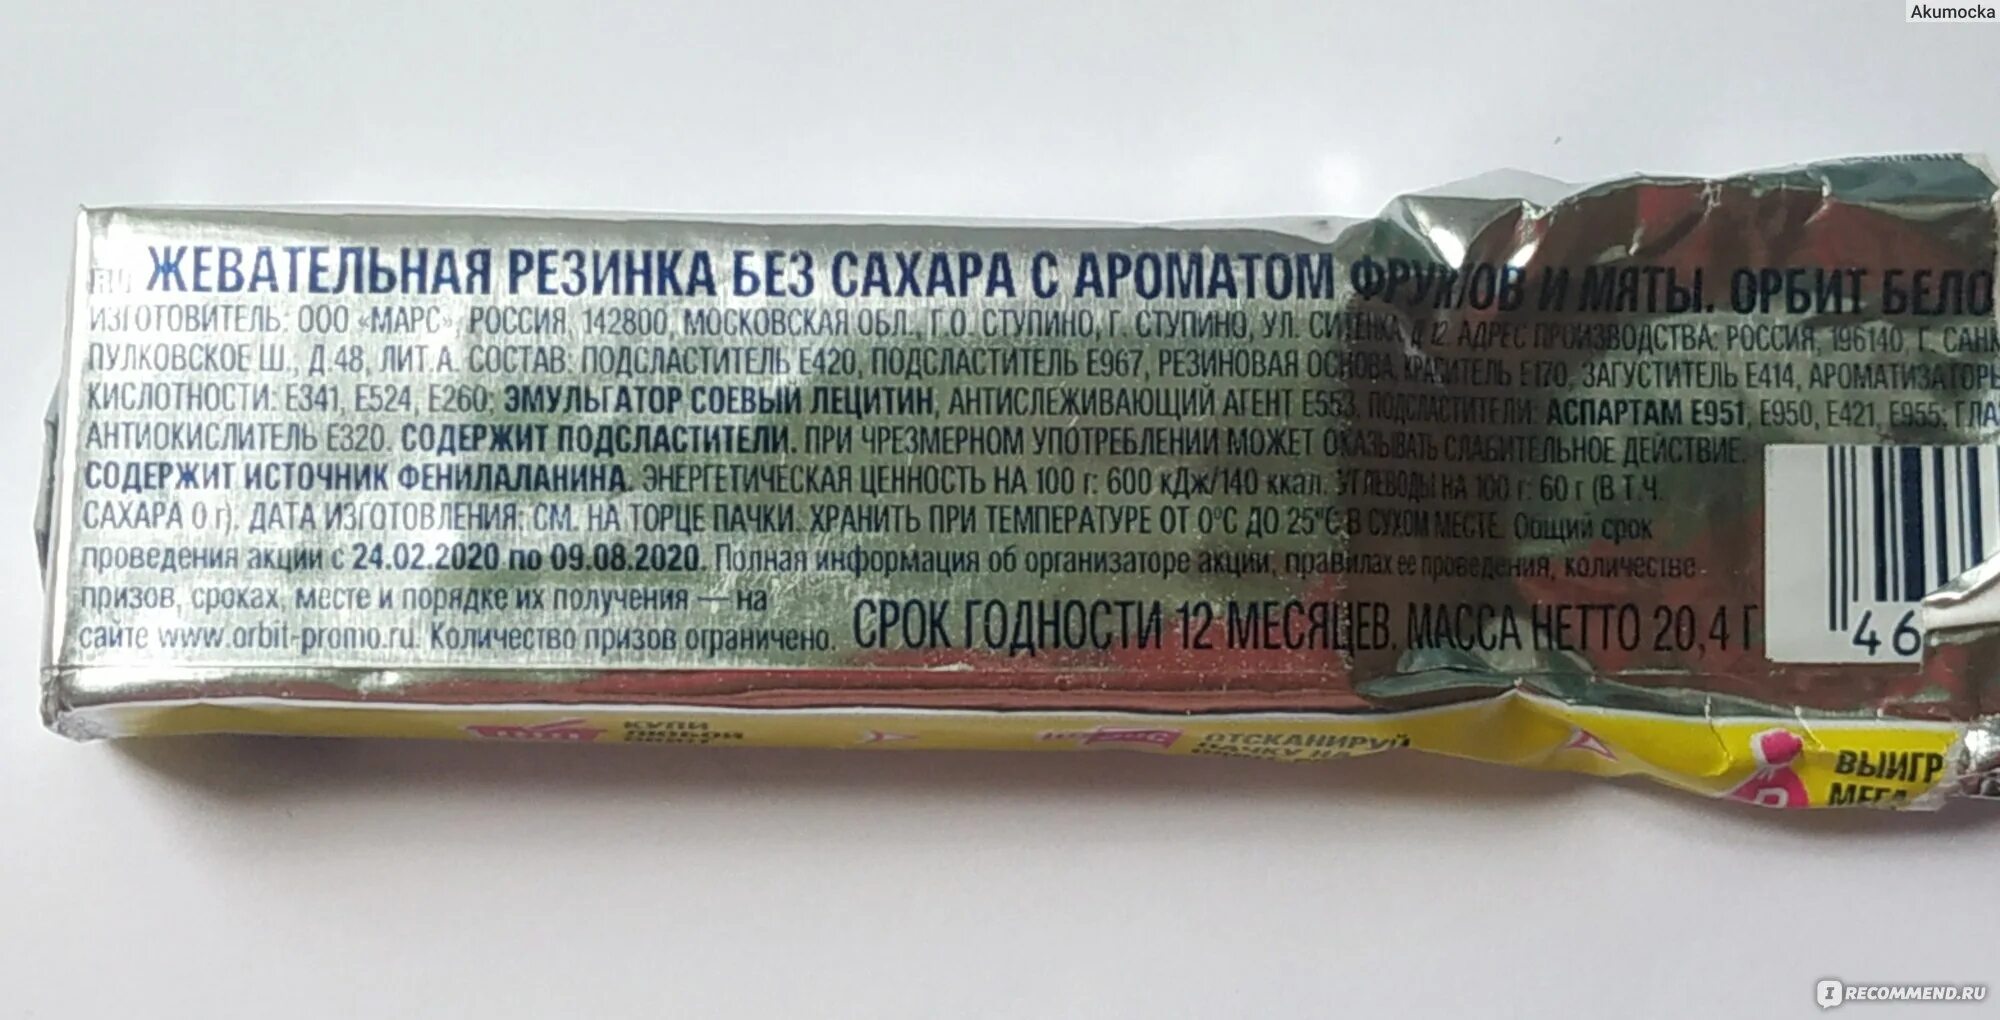 Akumocka
RU ЖЕВАТЕЛЬНАЯ РЕЗИНКА БЕЗ САХАРА С АРОМАТОМ ФРУКТОВ И МЯТЫ. ОРБИТ БЕЛО
ИЗГОТОВИТЕЛЬ: ООО «МАРС», РОССИЯ, 142800, МОСКОВСКАЯ ОБЛ., Г.О. СТУПИНО, Г. СТУПИНО, УЛ. СИТЕНКА, Д 12. АДРЕС ПРОИЗВОДСТВА: РОССИЯ, 196140, Г. САНК
ПУЛКОВСКОЕ Ш., Д.48, ЛИТ.А. СОСТАВ: ПОДСЛАСТИТЕЛЬ Е420, ПОДСЛАСТИТЕЛЬ Е967, РЕЗИНОВАЯ ОСНОВА, КРАСИТЕЛЬ Е170, ЗАГУСТИТЕЛЬ Е414, АРОМАТИЗАТОРЫ
КИСЛОТНОСТИ: Е341, Е524, Е260; ЭМУЛЬГАТОР СОЕВЫЙ ЛЕЦИТИН, АНТИСЛЕЖИВАЮЩИЙ АГЕНТ Е553, ПОДСЛАСТИТЕЛИ: АСПАРТАМ Е951, Е950, Е421, Е955; ГЛА
АНТИОКИСЛИТЕЛЬ Е320. СОДЕРЖИТ ПОДСЛАСТИТЕЛИ. ПРИ ЧРЕЗМЕРНОМ УПОТРЕБЛЕНИИ МОЖЕТ ОКАЗЫВАТЬ СЛАБИТЕЛЬНОЕ ДЕЙСТВИЕ.
СОДЕРЖИТ ИСТОЧНИК ФЕНИЛАЛАНИНА. ЭНЕРГЕТИЧЕСКАЯ ЦЕННОСТЬ НА 100 г: 600 кДж/140 ккал. УГЛЕВОДЫ НА 100 г: 60 г (В Т.Ч.
САХАРА 0 г). ДАТА ИЗГОТОВЛЕНИЯ: СМ. НА ТОРЦЕ ПАЧКИ. ХРАНИТЬ ПРИ ТЕМПЕРАТУРЕ ОТ 0°С ДО 25°С В СУХОМ МЕСТЕ. Общий срок
проведения акции с 24.02.2020 по 09.08.2020. Полная информация об организаторе акции, правилах ее проведения, количестве
призов, сроках, месте и порядке их получения — на
сайте www.orbit-promo.ru. Количество призов ограничено.
СРОК ГОДНОСТИ 12 МЕСЯЦЕВ. МАССА НЕТТО 20,4 Г
46
КУПИ
ЛЮБОЙ
ОРБИТ
ОТСКАНИРУЙ
ПАЧКУ НА
ВЫИГР
МЕГА
IRECOMMEND.RU